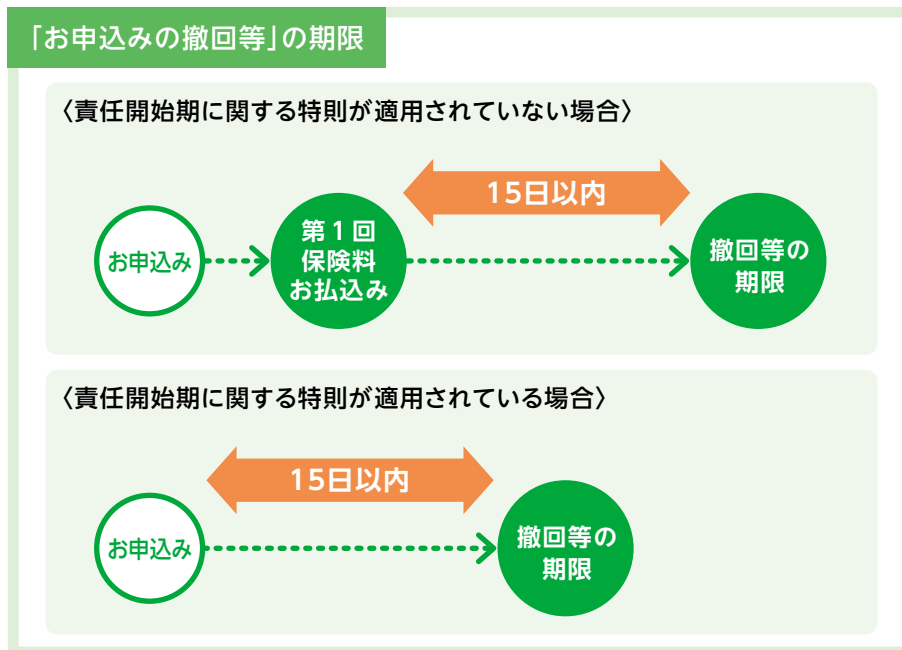 「お申込みの撤回等」の期限
〈責任開始期に関する特則が適用されていない場合〉
15日以内
お申込み
第1回
保険料
お払込み
撤回等の
期限
〈責任開始期に関する特則が適用されている場合〉
15日以内
お申込み
撤回等の
期限